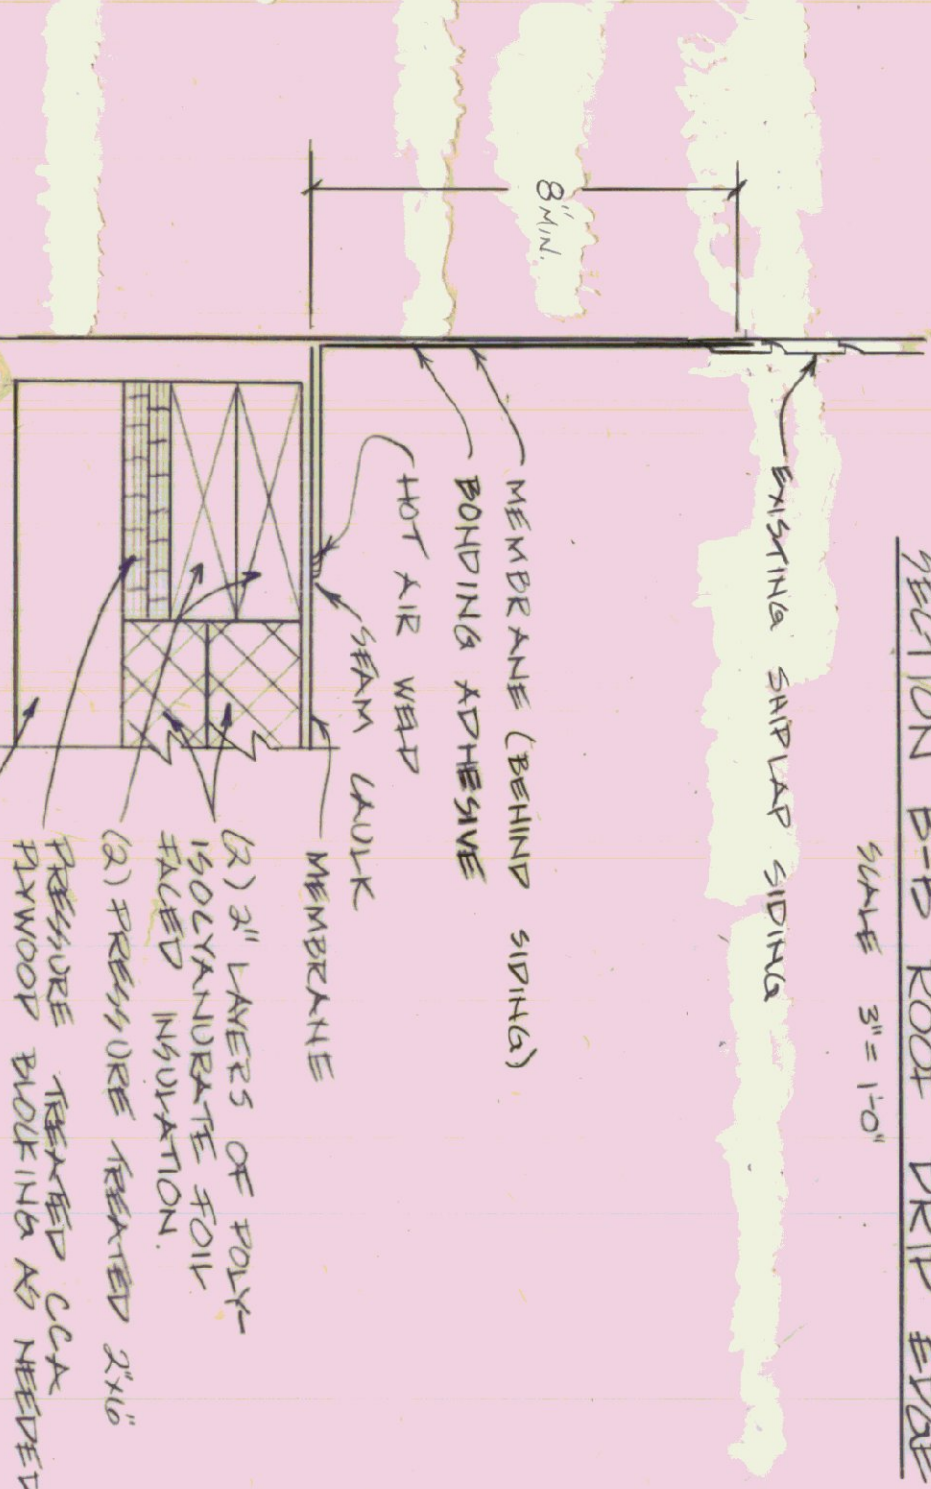 SECTION B-B ROOF DRIP EDGE
SCALE 3" = 1'-0"
EXISTING SHIPLAP SIDING
8" MIN.
MEMBRANE (BEHIND SIDING)
BONDING ADHESIVE
HOT AIR WELD
SEAM CAULK
MEMBRANE
(2) 2" LAYERS OF POLY-
ISOCYANURATE FOIL
FACED INSULATION.
(2) PRESSURE TREATED 2"x6"
PRESSURE TREATED CCA
PLYWOOD BLOCKING AS NEEDED